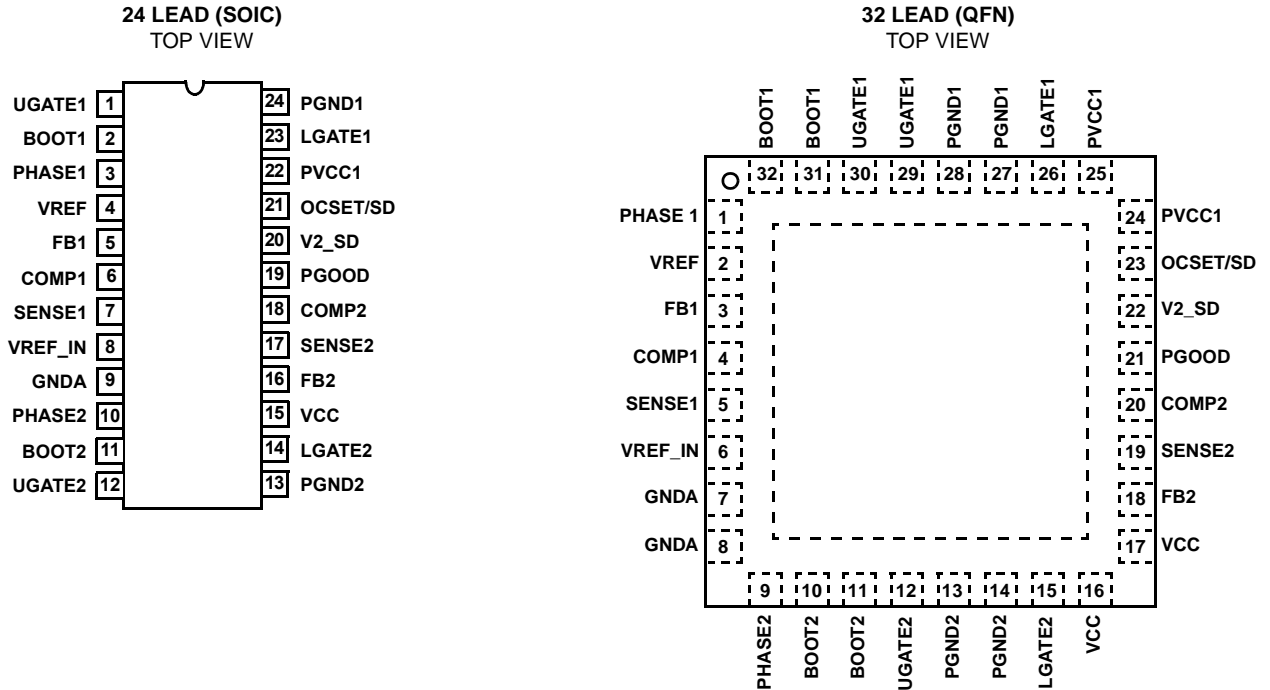 24 LEAD (SOIC)
TOP VIEW
UGATE1 1
BOOT1 2
PHASE1 3
VREF 4
FB1 5
COMP1 6
SENSE1 7
VREF_IN 8
GNDA 9
PHASE2 10
BOOT2 11
UGATE2 12
24 PGND1
23 LGATE1
22 PVCC1
21 OCSET/SD
20 V2_SD
19 PGOOD
18 COMP2
17 SENSE2
16 FB2
15 VCC
14 LGATE2
13 PGND2
32 LEAD (QFN)
TOP VIEW
BOOT1
BOOT1
UGATE1
UGATE1
PGND1
PGND1
LGATE1
PVCC1
32 31 30 29 28 27 26 25
PHASE 1 1
VREF 2
FB1 3
COMP1 4
SENSE1 5
VREF_IN 6
GNDA 7
GNDA 8
24 PVCC1
23 OCSET/SD
22 V2_SD
21 PGOOD
20 COMP2
19 SENSE2
18 FB2
17 VCC
9 10 11 12 13 14 15 16
PHASE2
BOOT2
BOOT2
UGATE2
PGND2
PGND2
LGATE2
VCC